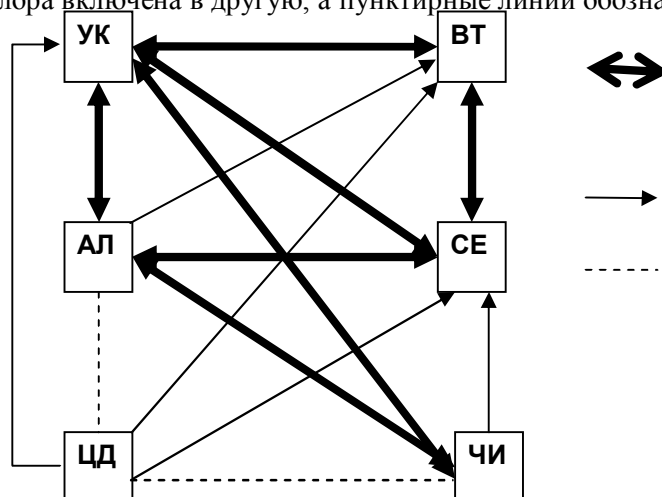 лора включена в другую, а пунктирные линии обозна
УК ВТ
АЛ СЕ
ЦД ЧИ